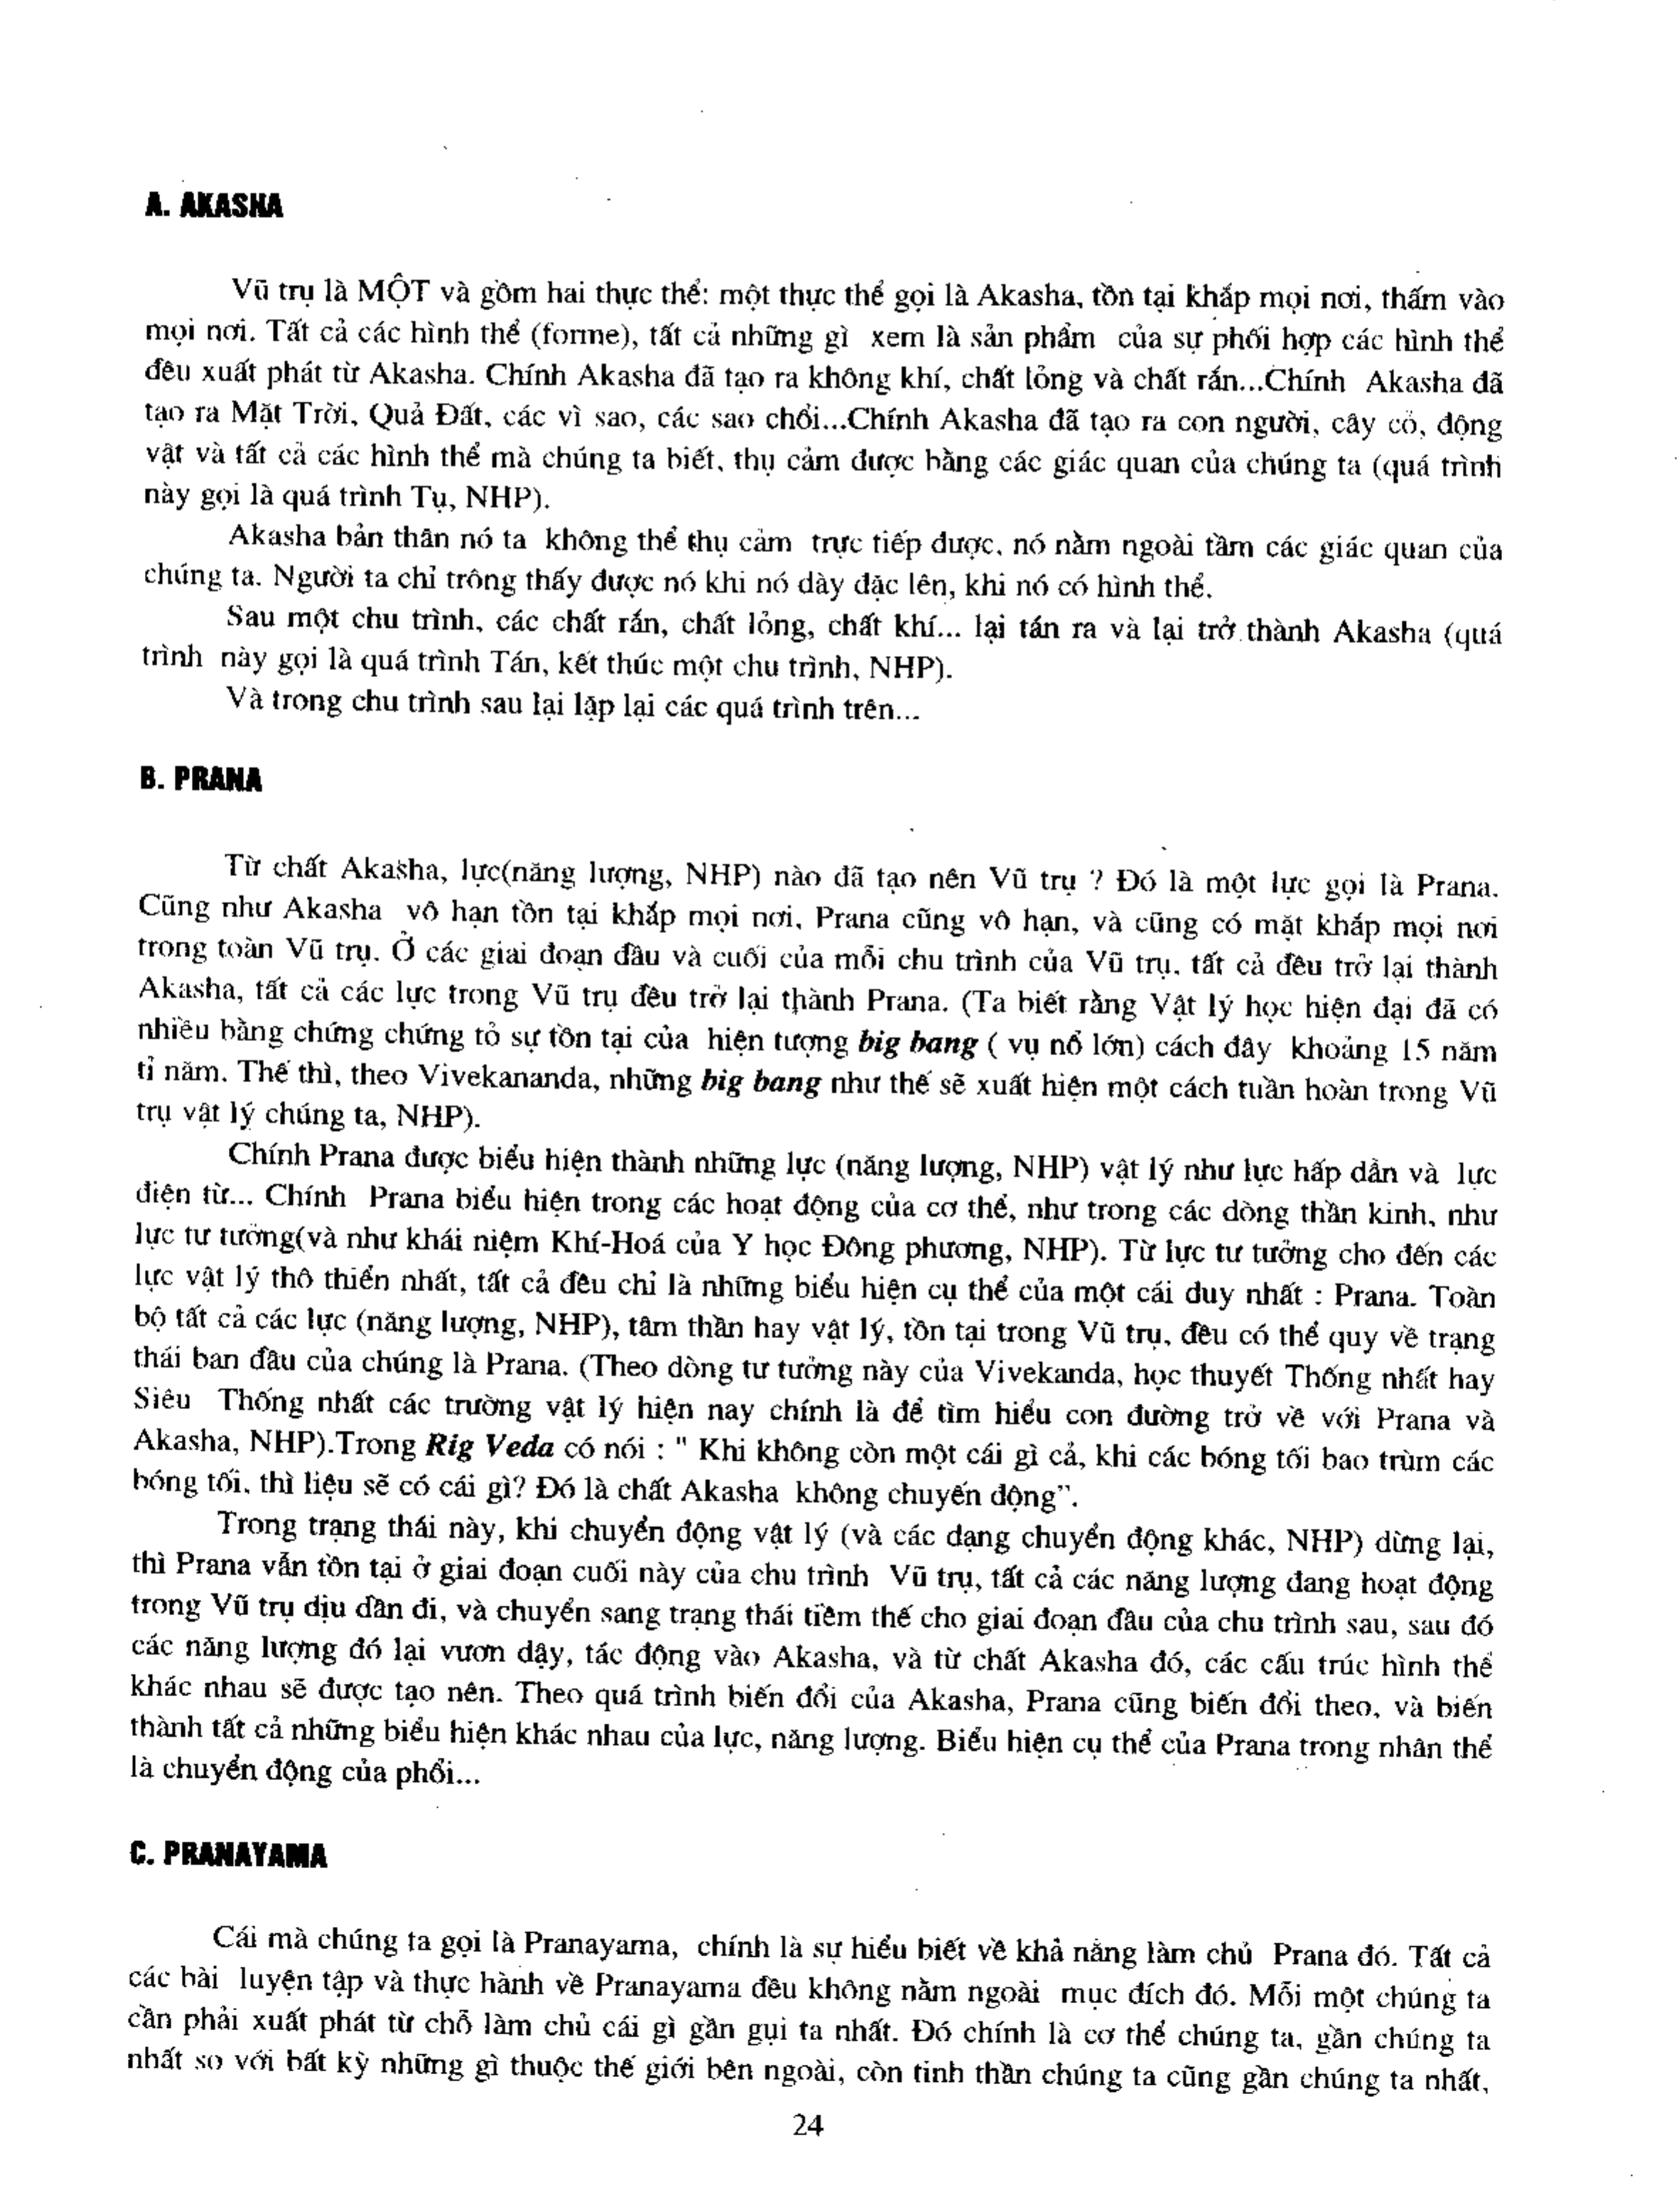 A. AKASHA
Vũ trụ là MỘT và gồm hai thực thể: một thực thể gọi là Akasha, tồn tại khắp mọi nơi, thấm vào
mọi nơi. Tất cả các hình thể (forme), tất cả những gì xem là sản phẩm của sự phối hợp các hình thể
đều xuất phát từ Akasha. Chính Akasha đã tạo ra không khí, chất lỏng và chất rắn...Chính Akasha đã
tạo ra Mặt Trời, Quả Đất, các vì sao, các sao chổi...Chính Akasha đã tạo ra con người, cây cỏ, động
vật và tất cả các hình thể mà chúng ta biết, thụ cảm được bằng các giác quan của chúng ta (quá trình
này gọi là quá trình Tụ, NHP).
Akasha bản thân nó ta không thể thụ cảm trực tiếp được, nó nằm ngoài tầm các giác quan của
chúng ta. Người ta chỉ trông thấy được nó khi nó dày đặc lên, khi nó có hình thể.
Sau một chu trình, các chất rắn, chất lỏng, chất khí... lại tán ra và lại trở thành Akasha (quá
trình này gọi là quá trình Tán, kết thúc một chu trình, NHP).
Và trong chu trình sau lại lặp lại các quá trình trên...
B. PRANA
Từ chất Akasha, lực(năng lượng, NHP) nào đã tạo nên Vũ trụ ? Đó là một lực gọi là Prana.
Cũng như Akasha vô hạn tồn tại khắp mọi nơi, Prana cũng vô hạn, và cũng có mặt khắp mọi nơi
trong toàn Vũ trụ. Ở các giai đoạn đầu và cuối của mỗi chu trình của Vũ trụ, tất cả đều trở lại thành
Akasha, tất cả các lực trong Vũ trụ đều trở lại thành Prana. (Ta biết rằng Vật lý học hiện đại đã có
nhiều bằng chứng chứng tỏ sự tồn tại của hiện tượng big bang ( vụ nổ lớn) cách đây khoảng 15 năm
tỉ năm. Thế thì, theo Vivekananda, những big bang như thế sẽ xuất hiện một cách tuần hoàn trong Vũ
trụ vật lý chúng ta, NHP).
Chính Prana được biểu hiện thành những lực (năng lượng, NHP) vật lý như lực hấp dẫn và lực
điện từ... Chính Prana biểu hiện trong các hoạt động của cơ thể, như trong các dòng thần kinh, như
lực tư tưởng(và như khái niệm Khí-Hoá của Y học Đông phương, NHP). Từ lực tư tưởng cho đến các
lực vật lý thô thiển nhất, tất cả đều chỉ là những biểu hiện cụ thể của một cái duy nhất : Prana. Toàn
bộ tất cả các lực (năng lượng, NHP), tâm thần hay vật lý, tồn tại trong Vũ trụ, đều có thể quy về trạng
thái ban đầu của chúng là Prana. (Theo dòng tư tưởng này của Vivekanda, học thuyết Thống nhất hay
Siêu Thống nhất các trường vật lý hiện nay chính là để tìm hiểu con đường trở về với Prana và
Akasha, NHP).Trong Rig Veda có nói : " Khi không còn một cái gì cả, khi các bóng tối bao trùm các
bóng tối, thì liệu sẽ có cái gì? Đó là chất Akasha không chuyến động".
Trong trạng thái này, khi chuyển động vật lý (và các dạng chuyển động khác, NHP) dừng lại,
thì Prana vẫn tồn tại ở giai đoạn cuối này của chu trình Vũ trụ, tất cả các năng lượng đang hoạt động
trong Vũ trụ dịu dần đi, và chuyển sang trạng thái tiềm thế cho giai đoạn đầu của chu trình sau, sau đó
các năng lượng đó lại vươn dậy, tác động vào Akasha, và từ chất Akasha đó, các cấu trúc hình thể
khác nhau sẽ được tạo nên. Theo quá trình biến đổi của Akasha, Prana cũng biến đổi theo, và biến
thành tất cả những biểu hiện khác nhau của lực, năng lượng. Biểu hiện cụ thể của Prana trong nhân thể
là chuyển động của phổi...
C. PRANAYAMA
Cái mà chúng ta gọi là Pranayama, chính là sự hiểu biết về khả năng làm chủ Prana đó. Tất cả
các bài luyện tập và thực hành về Pranayama đều không nằm ngoài mục đích đó. Mỗi một chúng ta
cần phải xuất phát từ chỗ làm chủ cái gì gần gụi ta nhất. Đó chính là cơ thể chúng ta, gần chúng ta
nhất so với bất kỳ những gì thuộc thế giới bên ngoài, còn tinh thần chúng ta cũng gần chúng ta nhất,
24